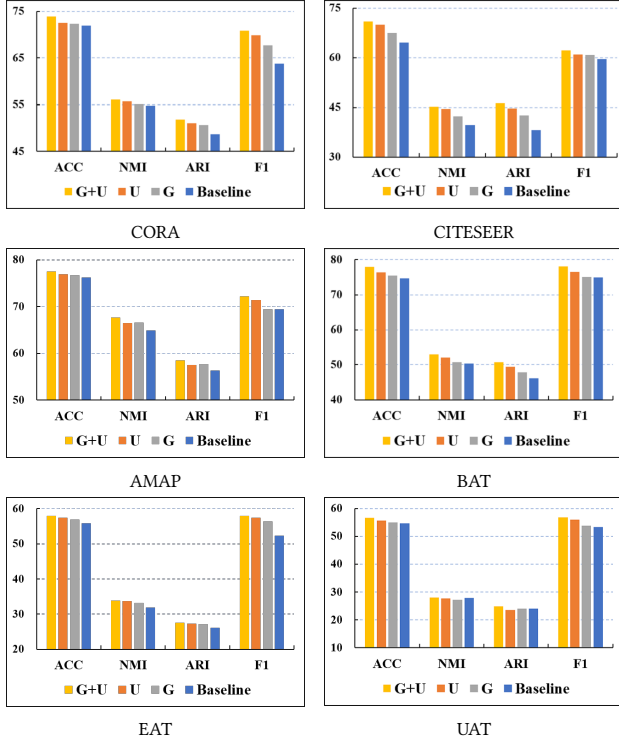 75
65
55
45
ACC NMI ARI F1
G+U U G Baseline
CORA
75
60
45
30
ACC NMI ARI F1
G+U U G Baseline
CITESEER
80
70
60
50
ACC NMI ARI F1
G+U U G Baseline
AMAP
80
70
60
50
40
ACC NMI ARI F1
G+U U G Baseline
BAT
60
50
40
30
20
ACC NMI ARI F1
G+U U G Baseline
EAT
60
50
40
30
20
10
ACC NMI ARI F1
G+U U G Baseline
UAT